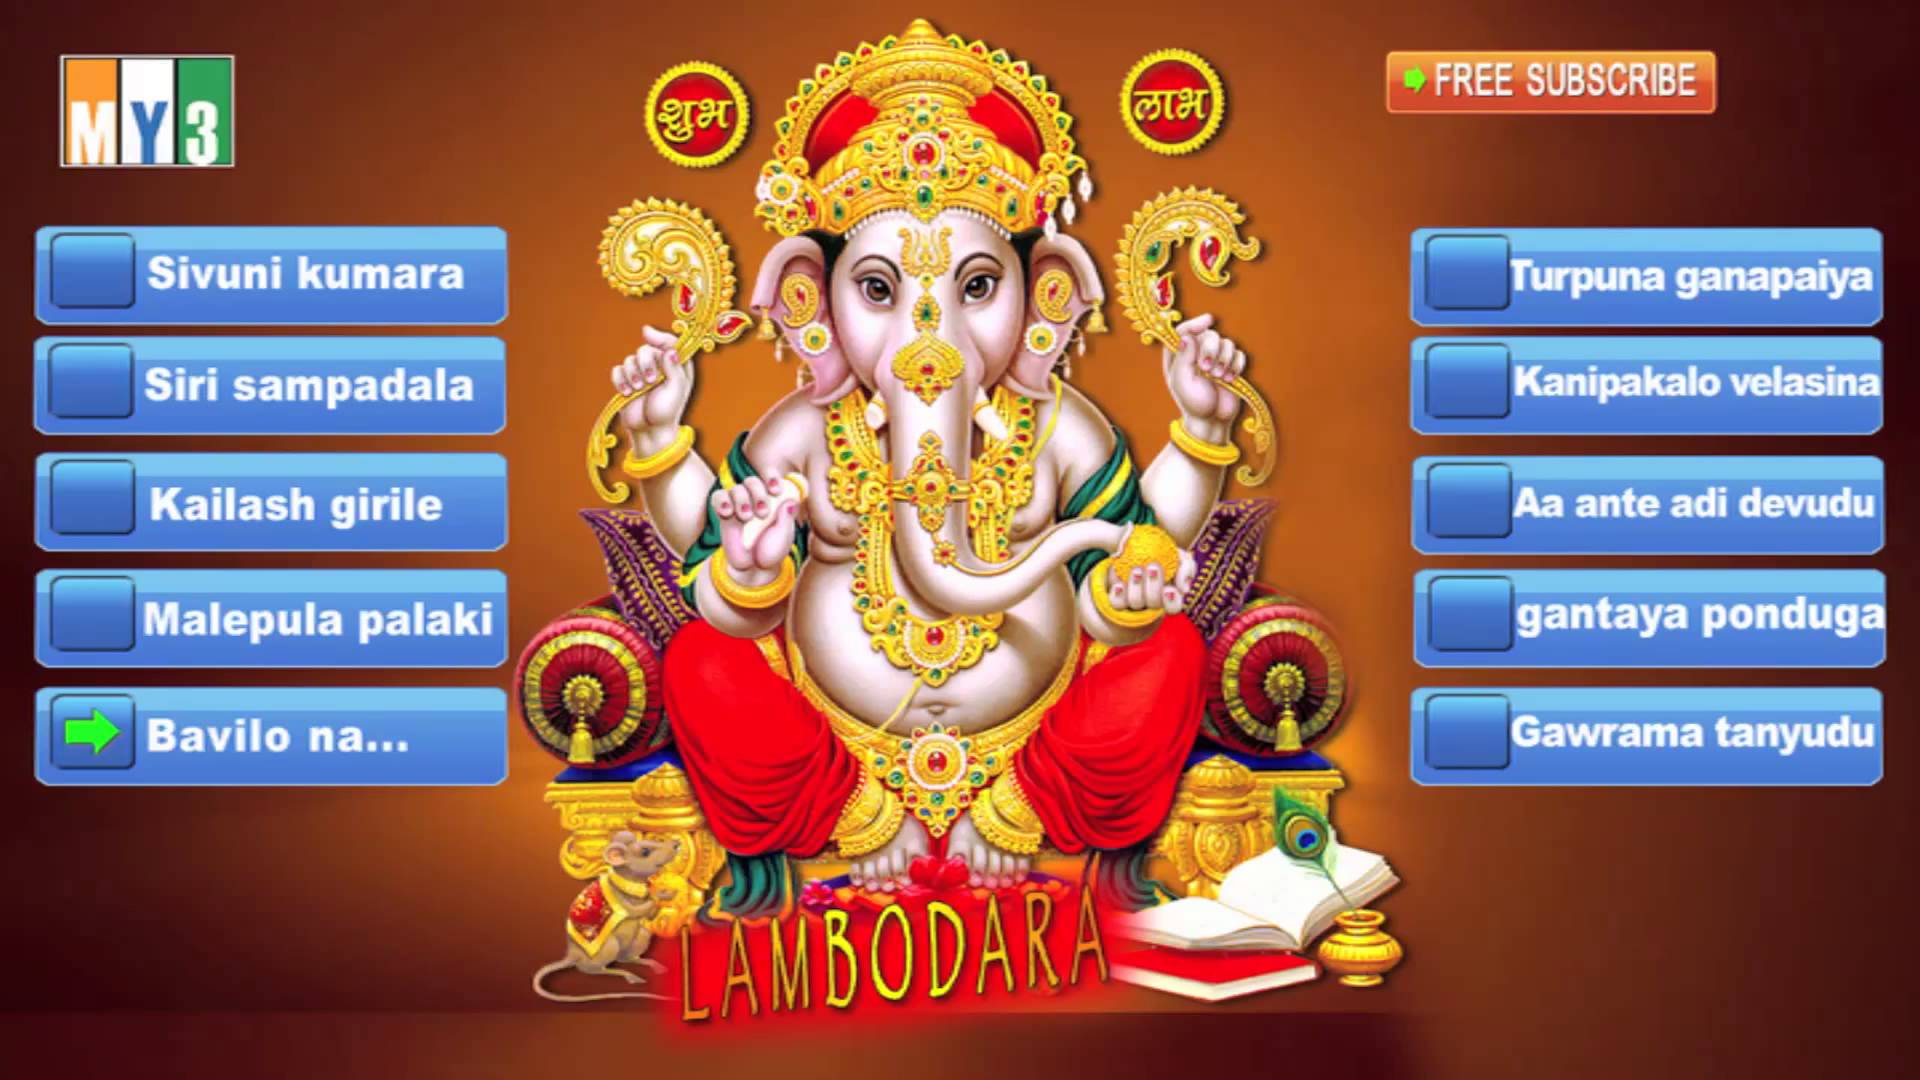 MY3
शुभ
लाभ
FREE SUBSCRIBE
Sivuni kumara
Siri sampadala
Kailash girile
Malepula palaki
Bavilo na...
Turpuna ganapaiya
Kanipakalo velasina
Aa ante adi devudu
gantaya ponduga
Gawrama tanyudu
LAMBODARA